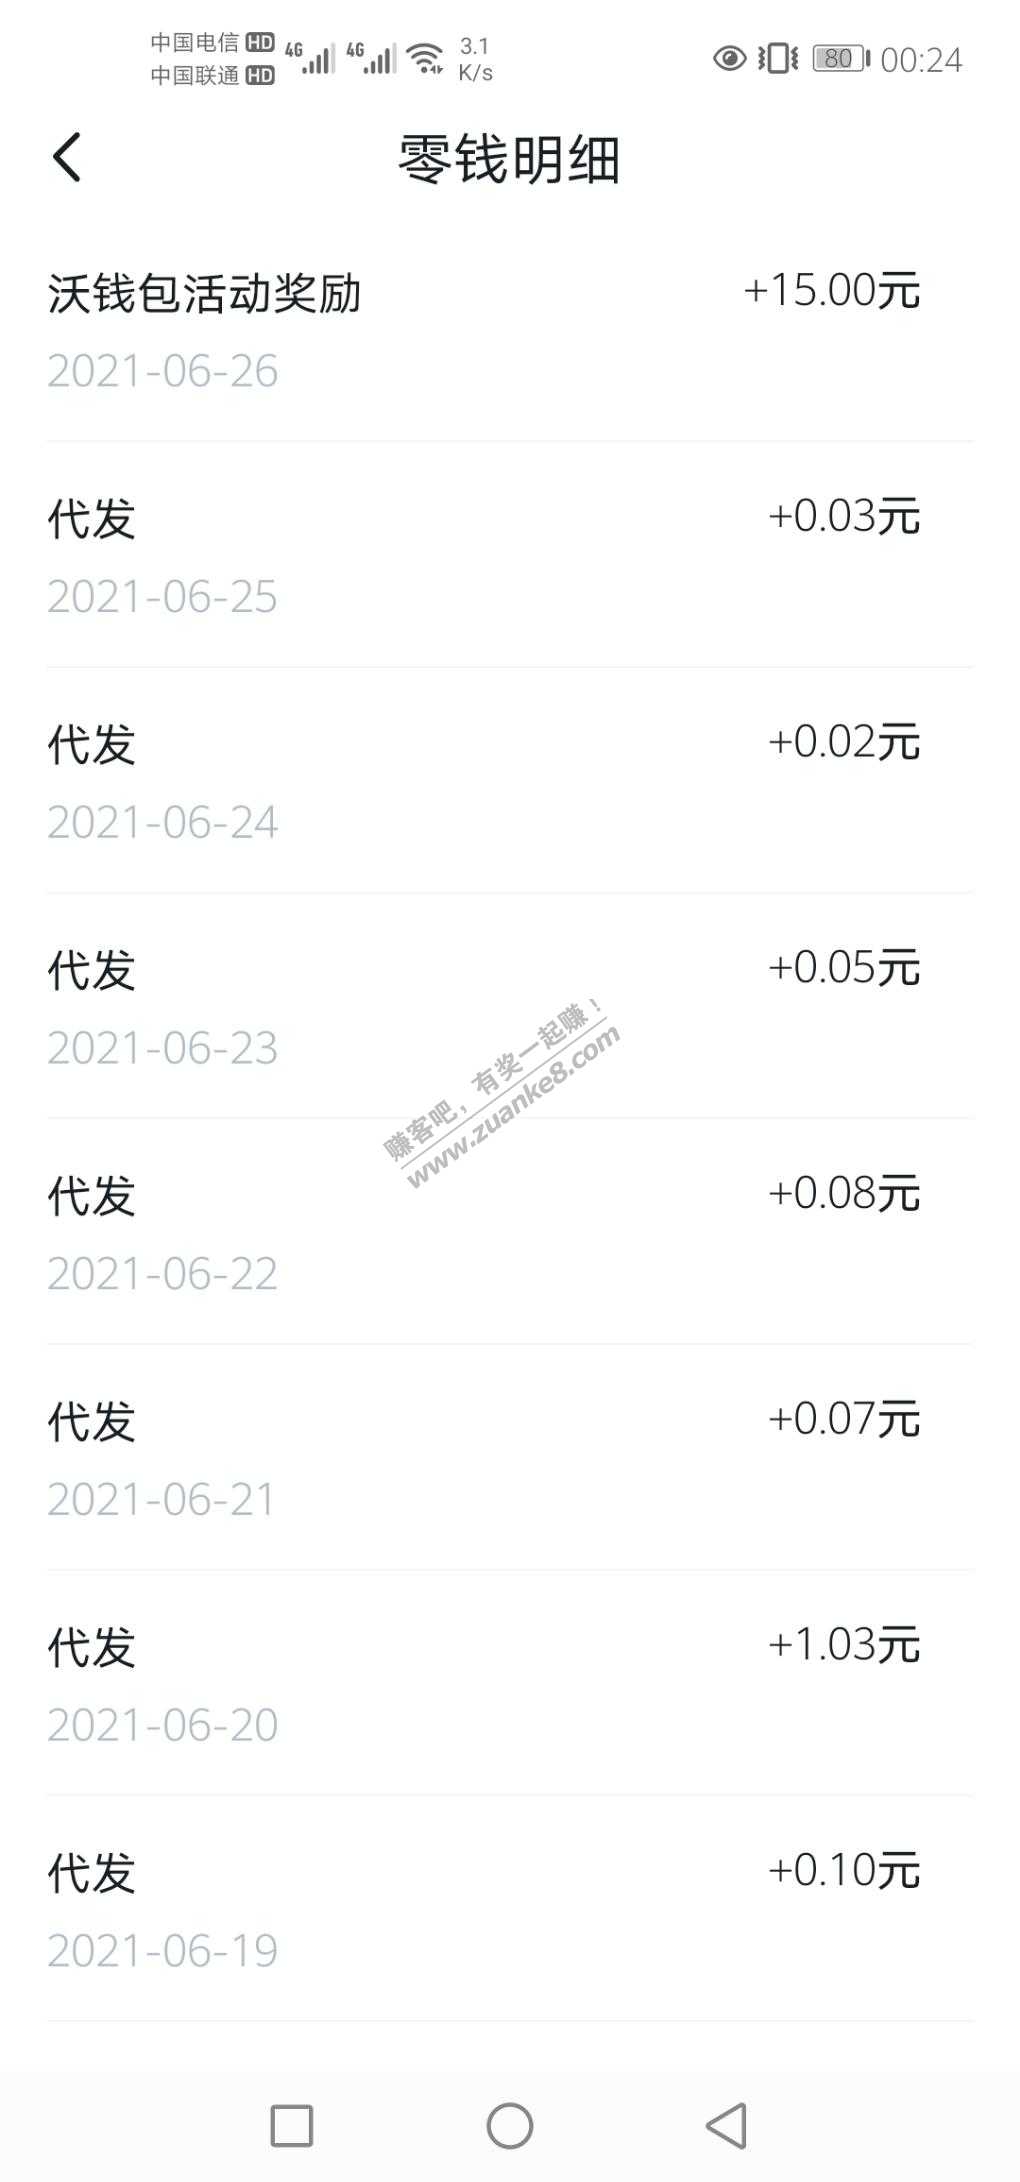 中国电信 HD 4G 4G 3.1 80 00:24
中国联通 HD K/s
零钱明细
沃钱包活动奖励 +15.00元
2021-06-26
代发 +0.03元
2021-06-25
代发 +0.02元
2021-06-24
代发 +0.05元
2021-06-23
赚客吧，有奖一起赚！
www.zuanke8.com
代发 +0.08元
2021-06-22
代发 +0.07元
2021-06-21
代发 +1.03元
2021-06-20
代发 +0.10元
2021-06-19